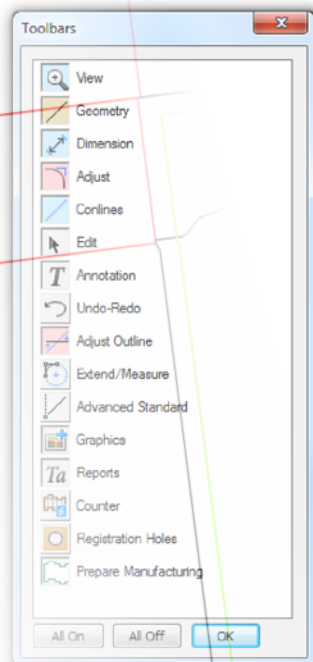 Toolbars
View
Geometry
Dimension
Adjust
Conlines
Edit
T Annotation
Undo-Redo
Adjust Outline
Extend/Measure
Advanced Standard
Graphics
Ta Reports
Counter
Registration Holes
Prepare Manufacturing
All On All Off OK